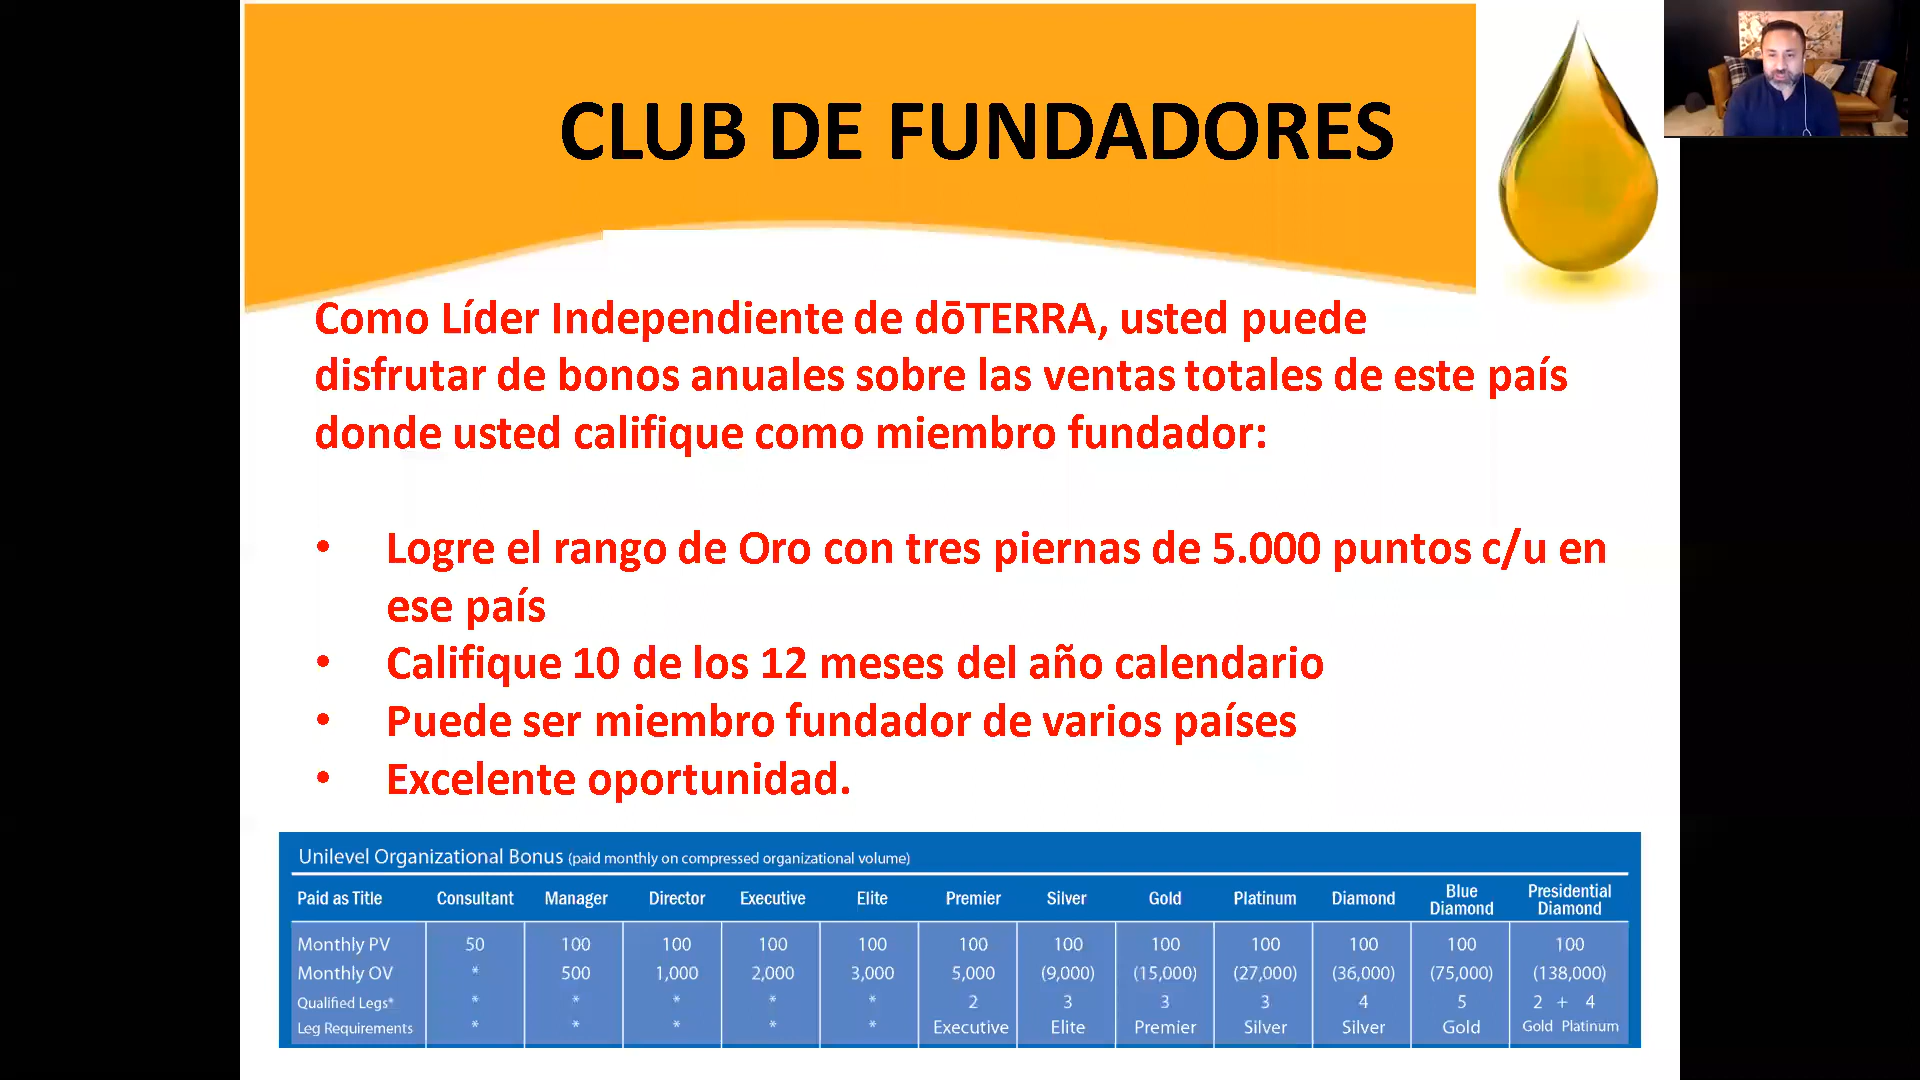 CLUB DE FUNDADORES
Como Líder Independiente de dōTERRA, usted puede
disfrutar de bonos anuales sobre las ventas totales de este país
donde usted califique como miembro fundador:
• Logre el rango de Oro con tres piernas de 5.000 puntos c/u en
ese país
• Califique 10 de los 12 meses del año calendario
• Puede ser miembro fundador de varios países
• Excelente oportunidad.
Unilevel Organizational Bonus (paid monthly on compressed organizational volume)
Paid as Title Consultant Manager Director Executive Elite Premier Silver Gold Platinum Diamond Blue Diamond Presidential Diamond
Monthly PV 50 100 100 100 100 100 100 100 100 100 100 100
Monthly OV * 500 1,000 2,000 3,000 5,000 (9,000) (15,000) (27,000) (36,000) (75,000) (138,000)
Qualified Legs* * * * * * 2 3 3 3 4 5 2 + 4
Leg Requirements * * * * * Executive Elite Premier Silver Silver Gold Gold Platinum